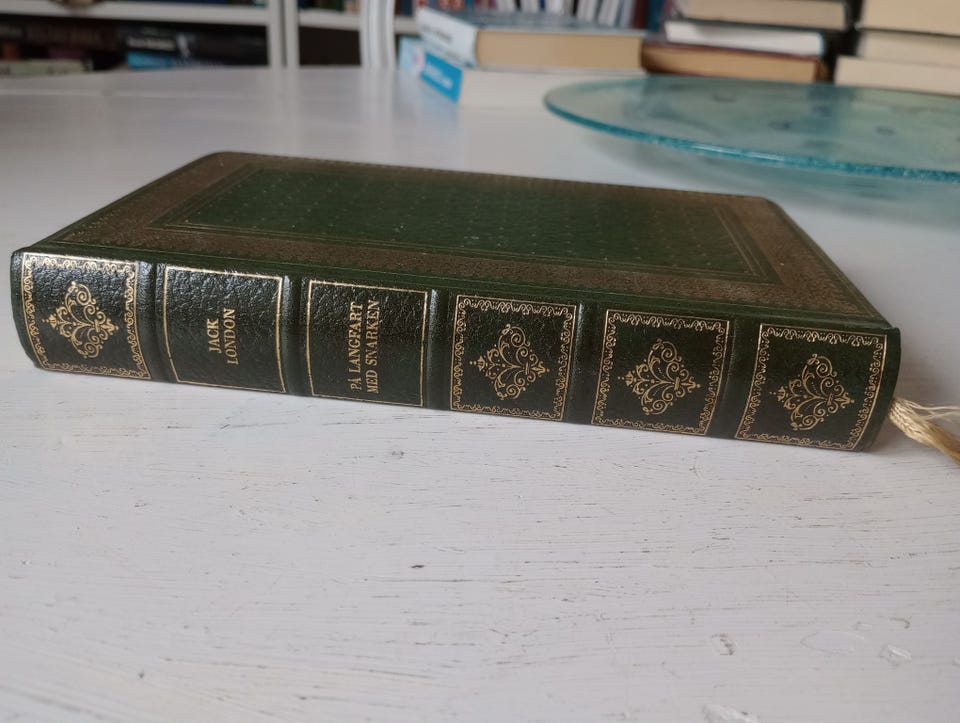 JACK
LONDON
PÅ LANGFART
MED SNARKEN